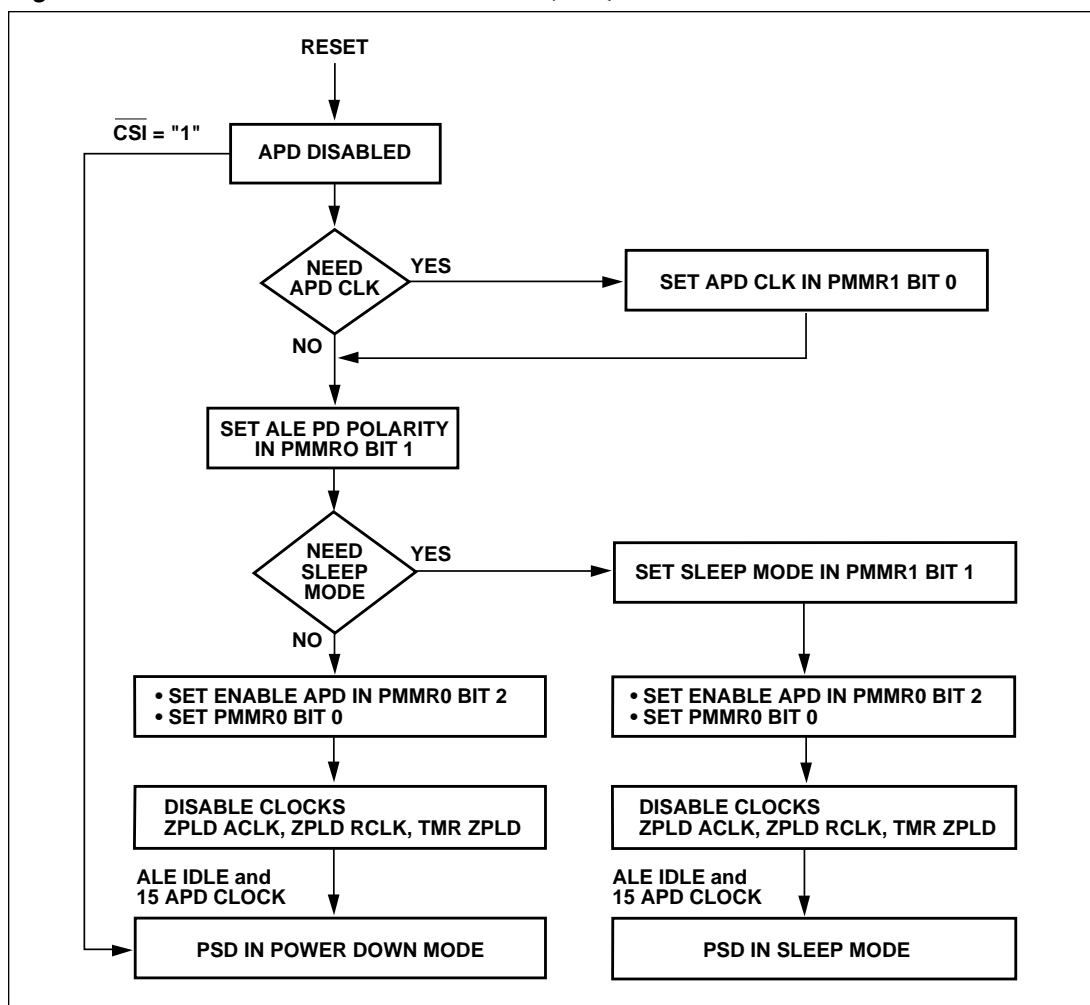 RESET
CSI = "1"
APD DISABLED
NEED
APD CLK
YES
SET APD CLK IN PMMR1 BIT 0
NO
SET ALE PD POLARITY
IN PMMRO BIT 1
NEED
SLEEP
MODE
YES
SET SLEEP MODE IN PMMR1 BIT 1
NO
• SET ENABLE APD IN PMMR0 BIT 2
• SET PMMR0 BIT 0
• SET ENABLE APD IN PMMR0 BIT 2
• SET PMMR0 BIT 0
DISABLE CLOCKS
ZPLD ACLK, ZPLD RCLK, TMR ZPLD
DISABLE CLOCKS
ZPLD ACLK, ZPLD RCLK, TMR ZPLD
ALE IDLE and
15 APD CLOCK
ALE IDLE and
15 APD CLOCK
PSD IN POWER DOWN MODE
PSD IN SLEEP MODE